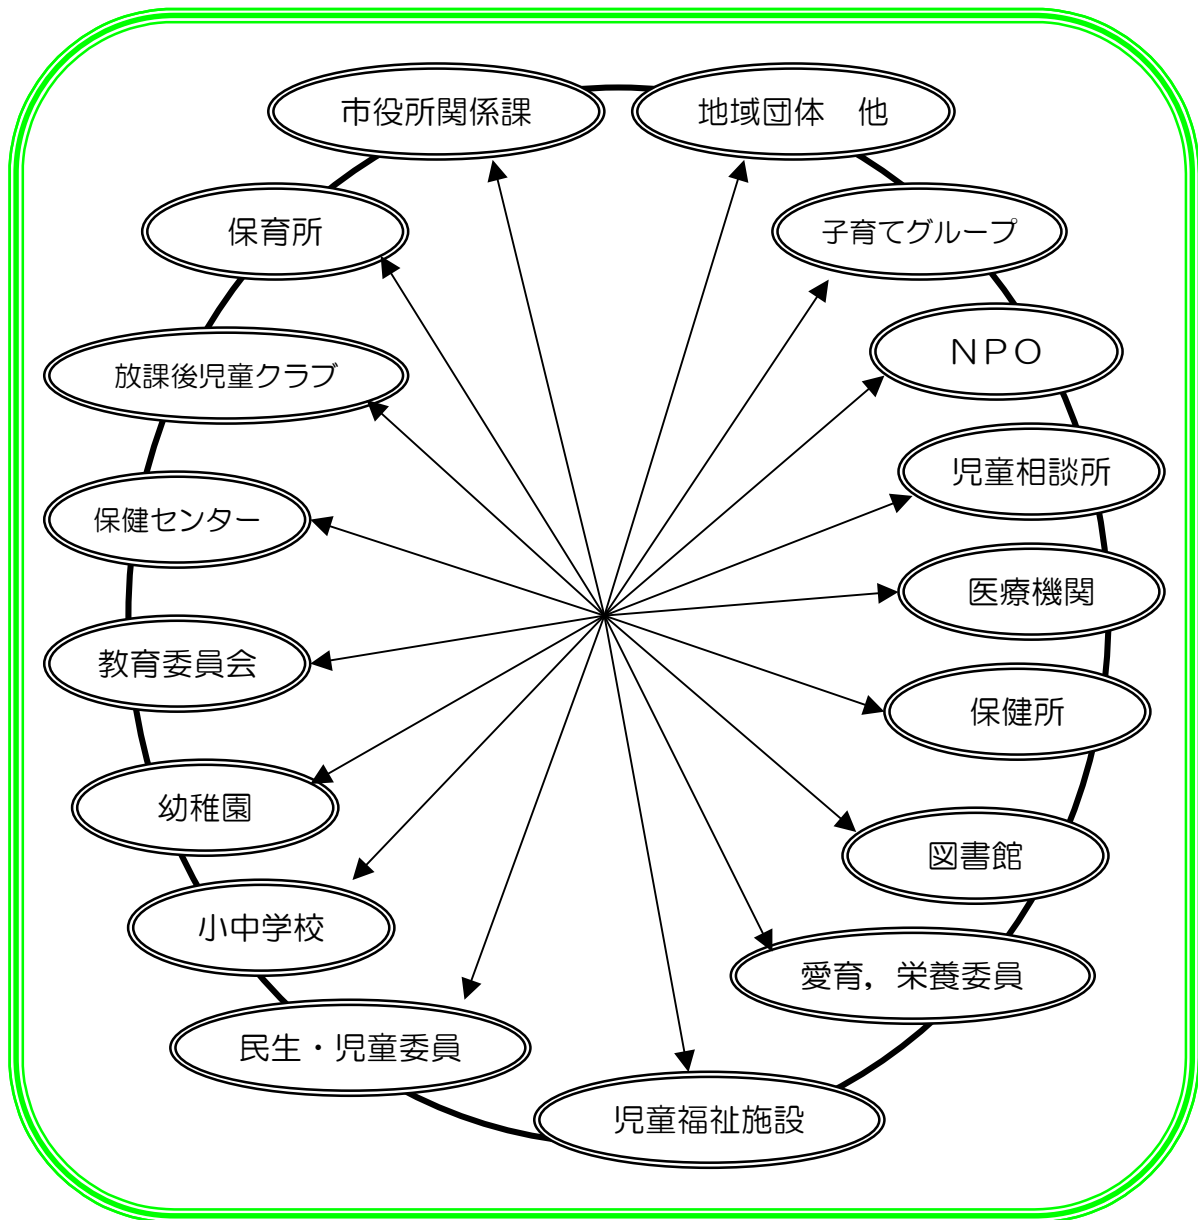 市役所関係課
地域団体　他
保育所
子育てグループ
NPO
放課後児童クラブ
児童相談所
保健センター
医療機関
教育委員会
保健所
幼稚園
図書館
小中学校
愛育，栄養委員
民生・児童委員
児童福祉施設